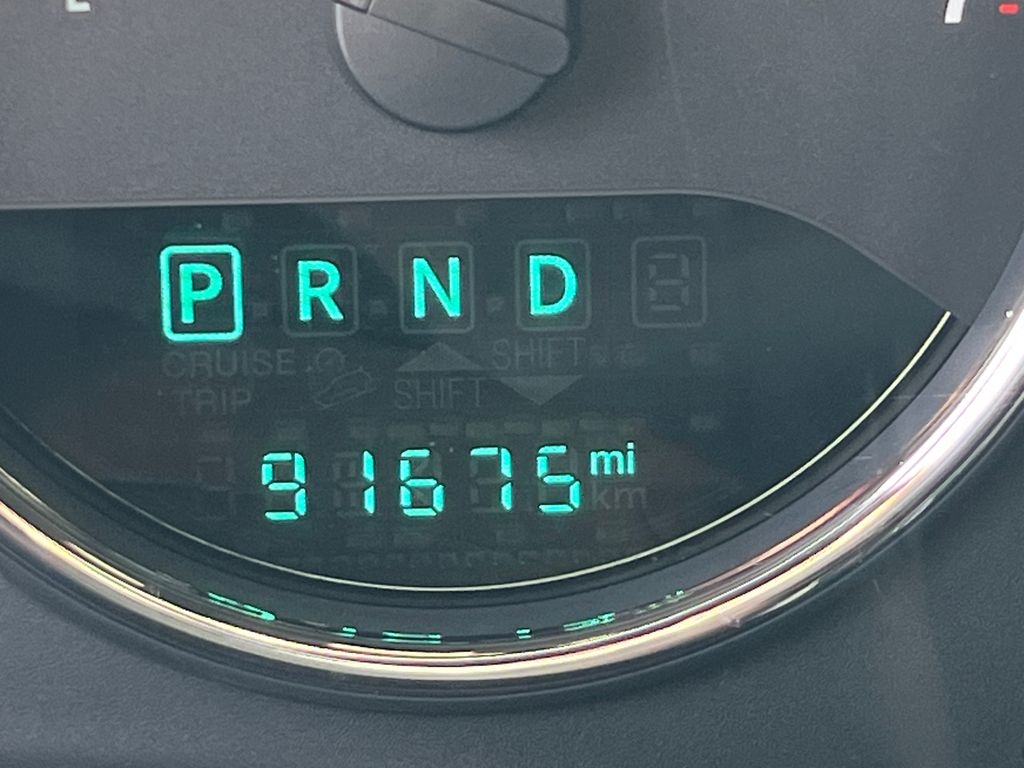 P R N D
CRUISE SHIFT
TRIP SHIFT
91675 mi
km